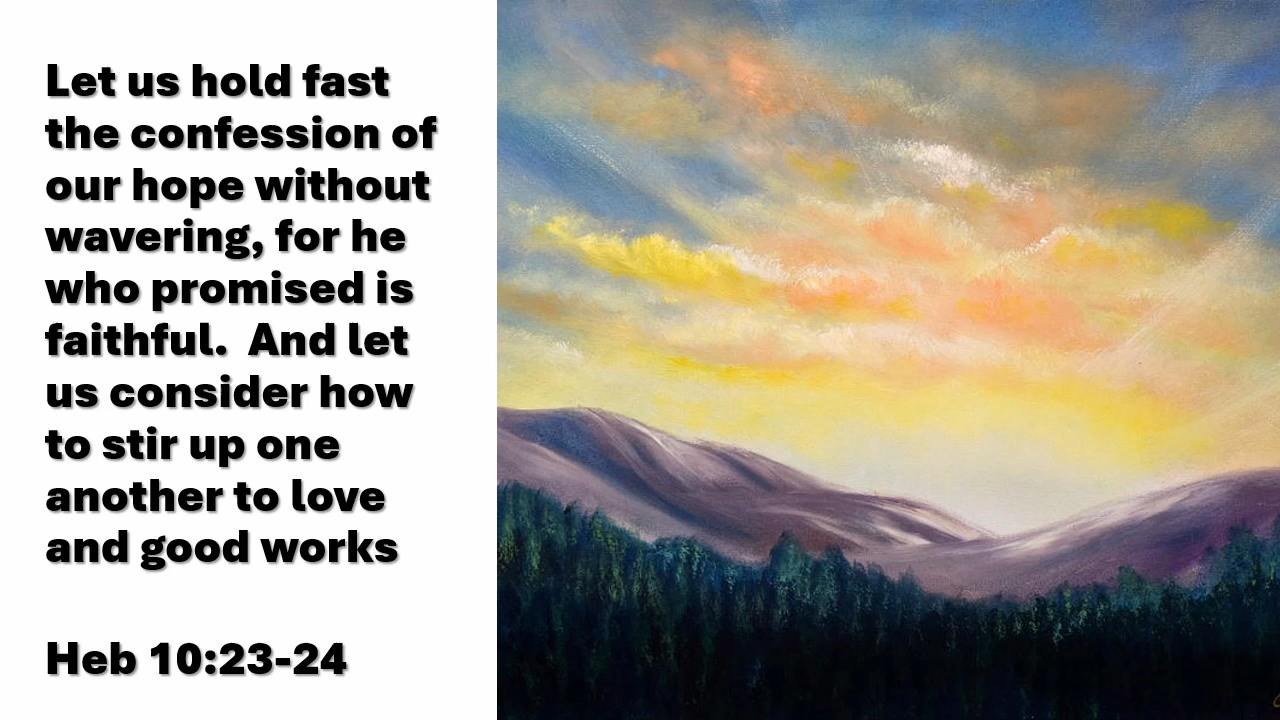 Let us hold fast
the confession of
our hope without
wavering, for he
who promised is
faithful.  And let
us consider how
to stir up one
another to love
and good works
Heb 10:23-24